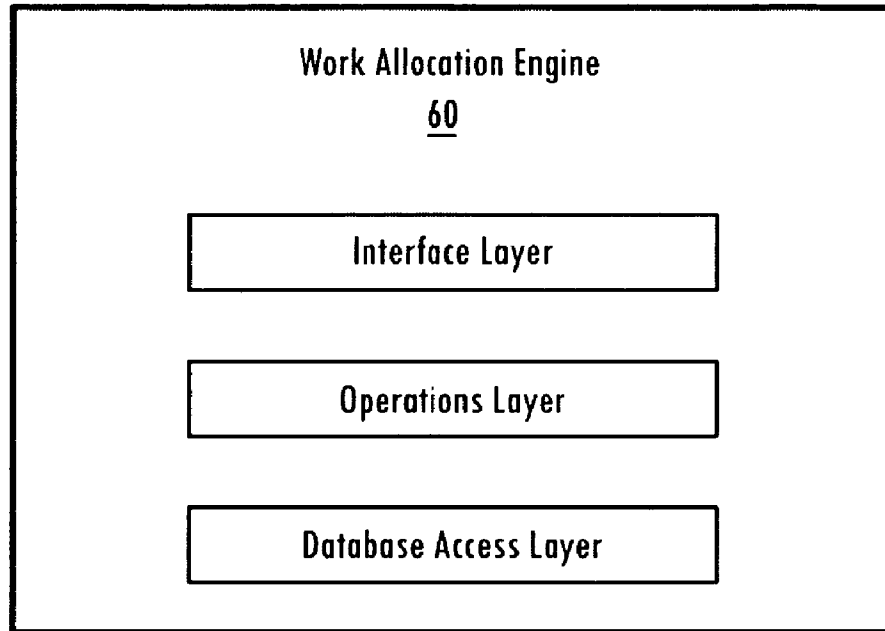 Work Allocation Engine
60
Interface Layer
Operations Layer
Database Access Layer